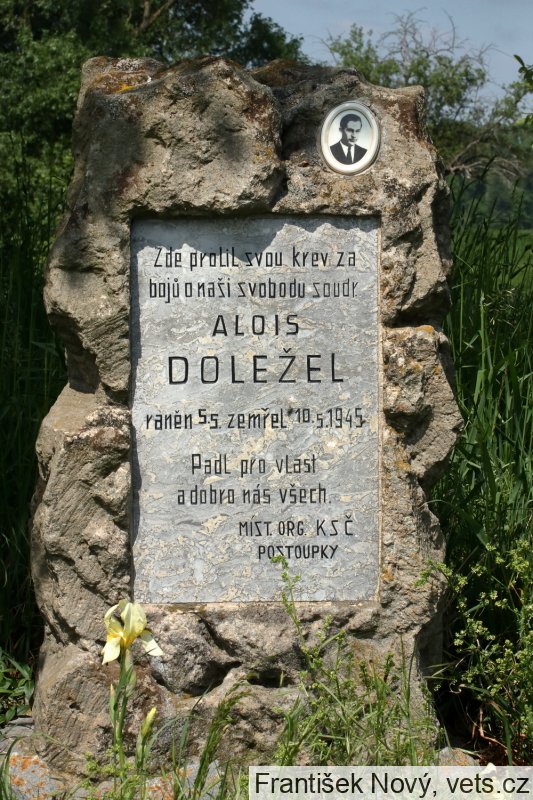 Zde prolil svou krev za
bojů o naši svobodu soudr.
ALOIS
DOLEŽEL
raněn 5.5. zemřel 10.5.1945.
Padl pro vlast
a dobro nás všech.
MÍST. ORG. KSČ
POSTOUPKY
František Nový, vets.cz